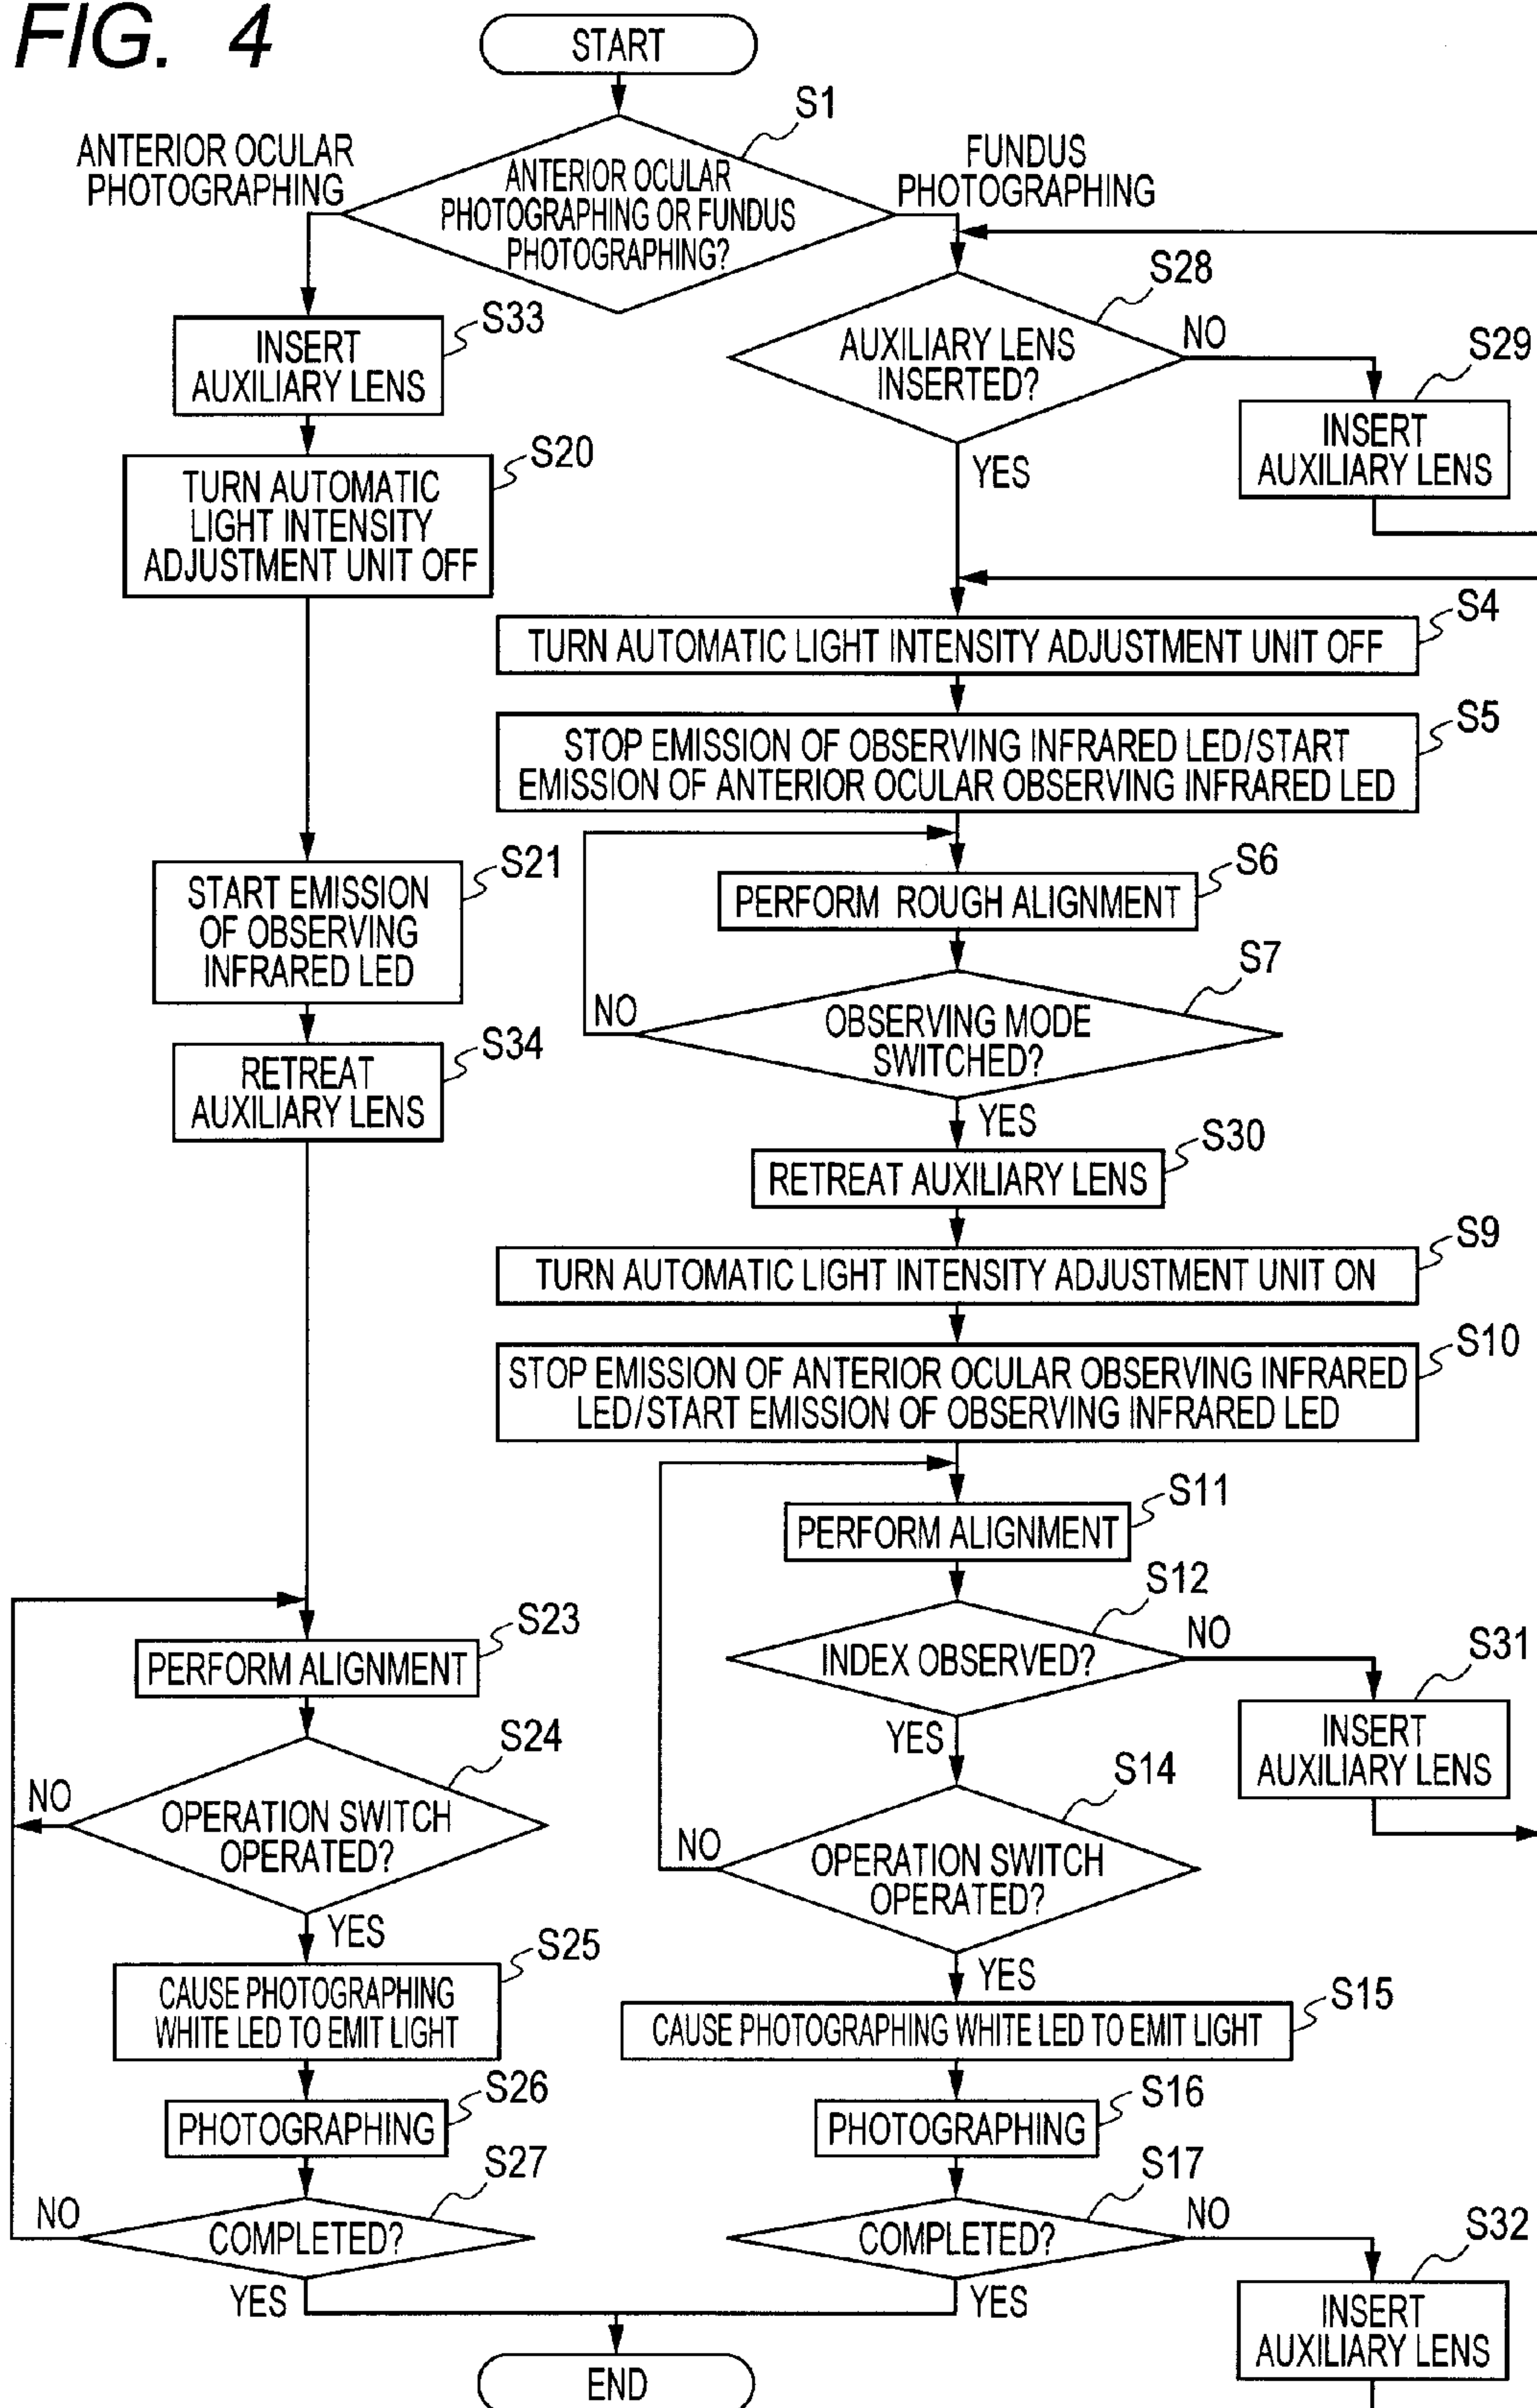 FIG. 4
START
S1
ANTERIOR OCULAR
PHOTOGRAPHING
FUNDUS
PHOTOGRAPHING
ANTERIOR OCULAR
PHOTOGRAPHING OR FUNDUS
PHOTOGRAPHING?
S33
INSERT
AUXILIARY LENS
S20
TURN AUTOMATIC
LIGHT INTENSITY
ADJUSTMENT UNIT OFF
S21
START EMISSION
OF OBSERVING
INFRARED LED
S34
RETREAT
AUXILIARY LENS
S23
PERFORM ALIGNMENT
S24
NO
OPERATION SWITCH
OPERATED?
YES
S25
CAUSE PHOTOGRAPHING
WHITE LED TO EMIT LIGHT
S26
PHOTOGRAPHING
S27
NO
COMPLETED?
YES
S28
AUXILIARY LENS
INSERTED?
NO
S29
INSERT
AUXILIARY LENS
YES
S4
TURN AUTOMATIC LIGHT INTENSITY ADJUSTMENT UNIT OFF
S5
STOP EMISSION OF OBSERVING INFRARED LED/START
EMISSION OF ANTERIOR OCULAR OBSERVING INFRARED LED
S6
PERFORM ROUGH ALIGNMENT
S7
NO
OBSERVING MODE
SWITCHED?
YES
S30
RETREAT AUXILIARY LENS
S9
TURN AUTOMATIC LIGHT INTENSITY ADJUSTMENT UNIT ON
S10
STOP EMISSION OF ANTERIOR OCULAR OBSERVING INFRARED
LED/START EMISSION OF OBSERVING INFRARED LED
S11
PERFORM ALIGNMENT
S12
INDEX OBSERVED?
NO
S31
INSERT
AUXILIARY LENS
YES
S14
NO
OPERATION SWITCH
OPERATED?
YES
S15
CAUSE PHOTOGRAPHING WHITE LED TO EMIT LIGHT
S16
PHOTOGRAPHING
S17
COMPLETED?
NO
S32
INSERT
AUXILIARY LENS
YES
END